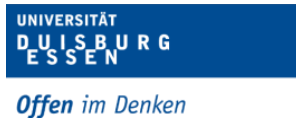 UNIVERSITÄT
DUISBURG
ESSEN
Offen im Denken